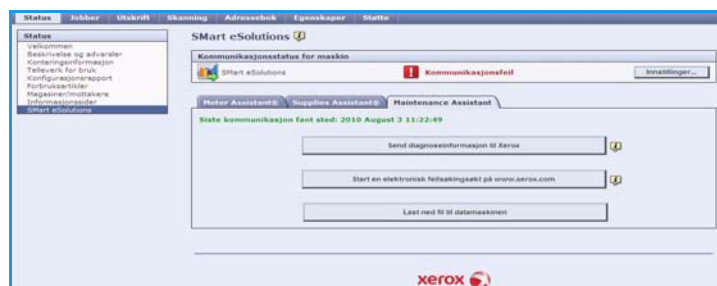 Status Jobber Utskrift Skanning Adressebok Egenskaper Støtte
Status
Velkommen
Beskrivelse og advarsler
Konteringsinformasjon
Telleverk for bruk
Konfigurasjonsrapport
Forbruksartikler
Magasiner/mottakere
Informasjonssider
SMart eSolutions
SMart eSolutions
Kommunikasjonsstatus for maskin
SMart eSolutions Kommunikasjonsfeil Innstillinger...
Meter Assistant® Supplies Assistant® Maintenance Assistant
Siste kommunikasjon fant sted: 2010 August 3 11:22:49
Send diagnoseinformasjon til Xerox
Start en elektronisk feilsøkingsøkt på www.xerox.com
Last ned fil til datamaskinen
xerox